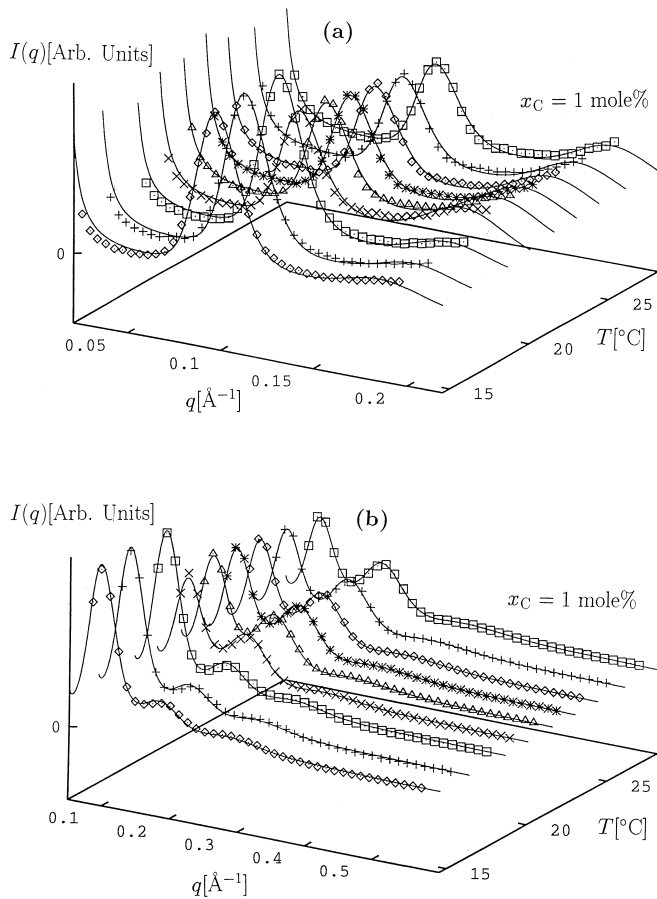 (a)
I(q)[Arb. Units]
x_C = 1 mole%
0
0.05
0.1
0.15
0.2
q[Å⁻¹]
15
20
25
T[°C]
(b)
I(q)[Arb. Units]
x_C = 1 mole%
0
0.1
0.2
0.3
0.4
0.5
q[Å⁻¹]
15
20
25
T[°C]